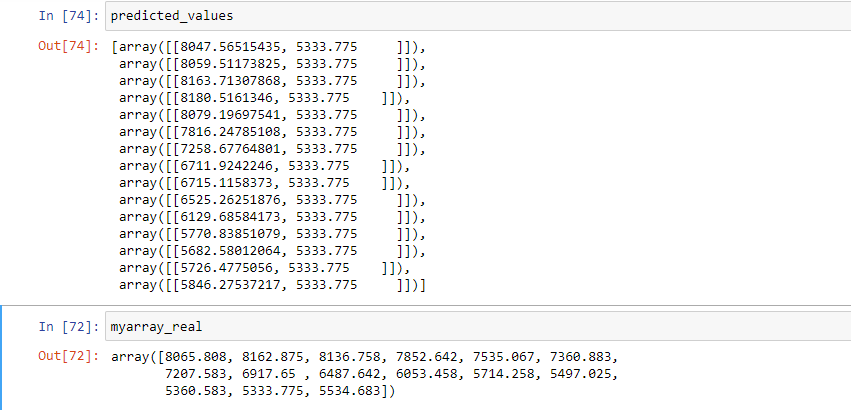 In [74]: predicted_values
Out[74]: [array([[8047.56515435, 5333.775     ]]),
 array([[8059.51173825, 5333.775     ]]),
 array([[8163.71307868, 5333.775     ]]),
 array([[8180.5161346, 5333.775    ]]),
 array([[8079.19697541, 5333.775     ]]),
 array([[7816.24785108, 5333.775     ]]),
 array([[7258.67764801, 5333.775     ]]),
 array([[6711.9242246, 5333.775    ]]),
 array([[6715.1158373, 5333.775    ]]),
 array([[6525.26251876, 5333.775     ]]),
 array([[6129.68584173, 5333.775     ]]),
 array([[5770.83851079, 5333.775     ]]),
 array([[5682.58012064, 5333.775     ]]),
 array([[5726.4775056, 5333.775    ]]),
 array([[5846.27537217, 5333.775     ]])]
In [72]: myarray_real
Out[72]: array([8065.808, 8162.875, 8136.758, 7852.642, 7535.067, 7360.883,
       7207.583, 6917.65 , 6487.642, 6053.458, 5714.258, 5497.025,
       5360.583, 5333.775, 5534.683])